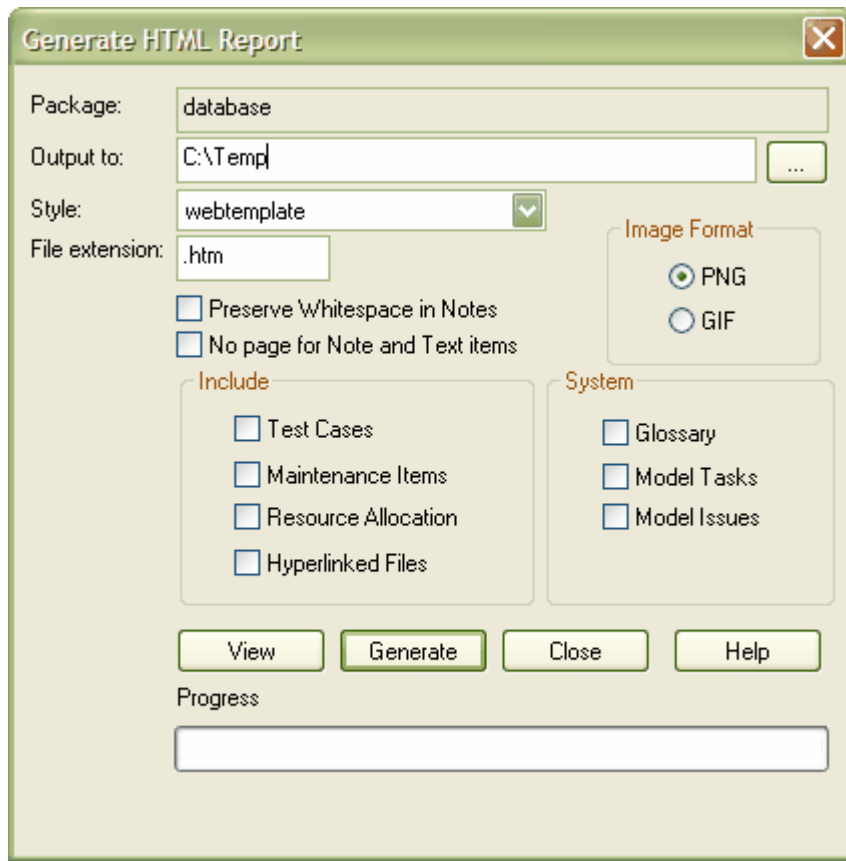 Generate HTML Report
Package: database
Output to: C:\Temp ...
Style: webtemplate
File extension: .htm
Image Format
PNG
GIF
Preserve Whitespace in Notes
No page for Note and Text items
Include
Test Cases
Maintenance Items
Resource Allocation
Hyperlinked Files
System
Glossary
Model Tasks
Model Issues
View Generate Close Help
Progress